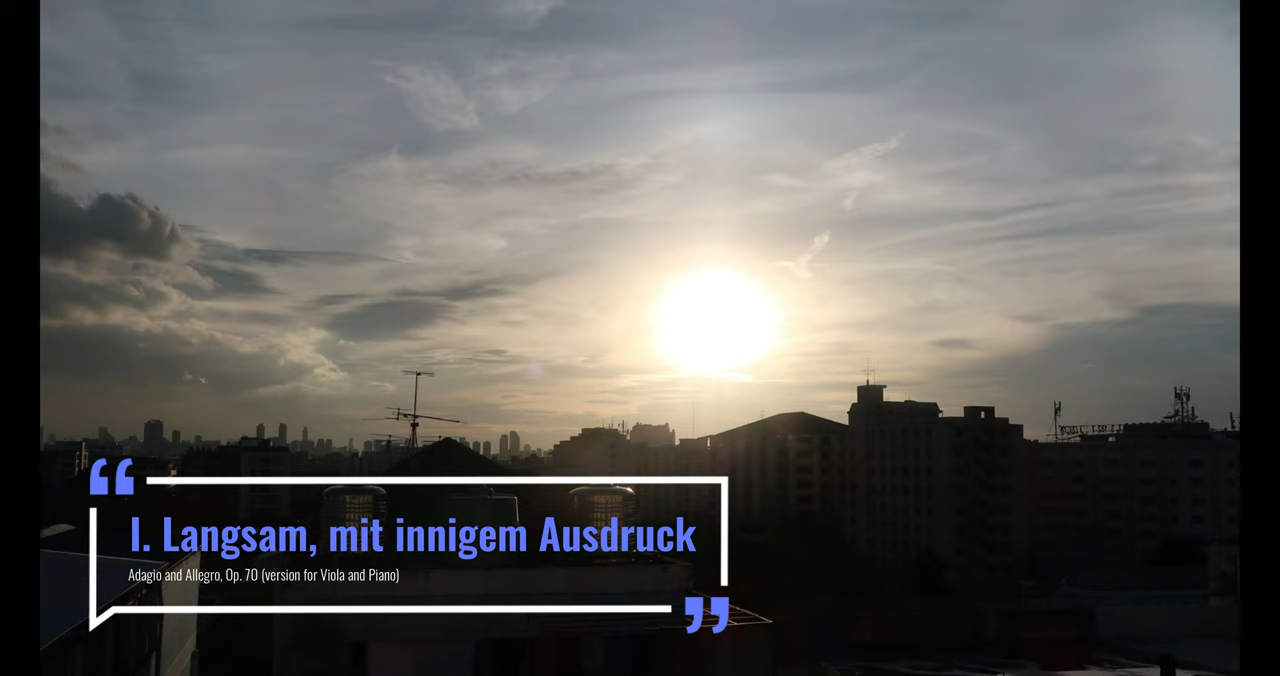 I. Langsam, mit innigem Ausdruck
Adagio and Allegro, Op. 70 (version for Viola and Piano)